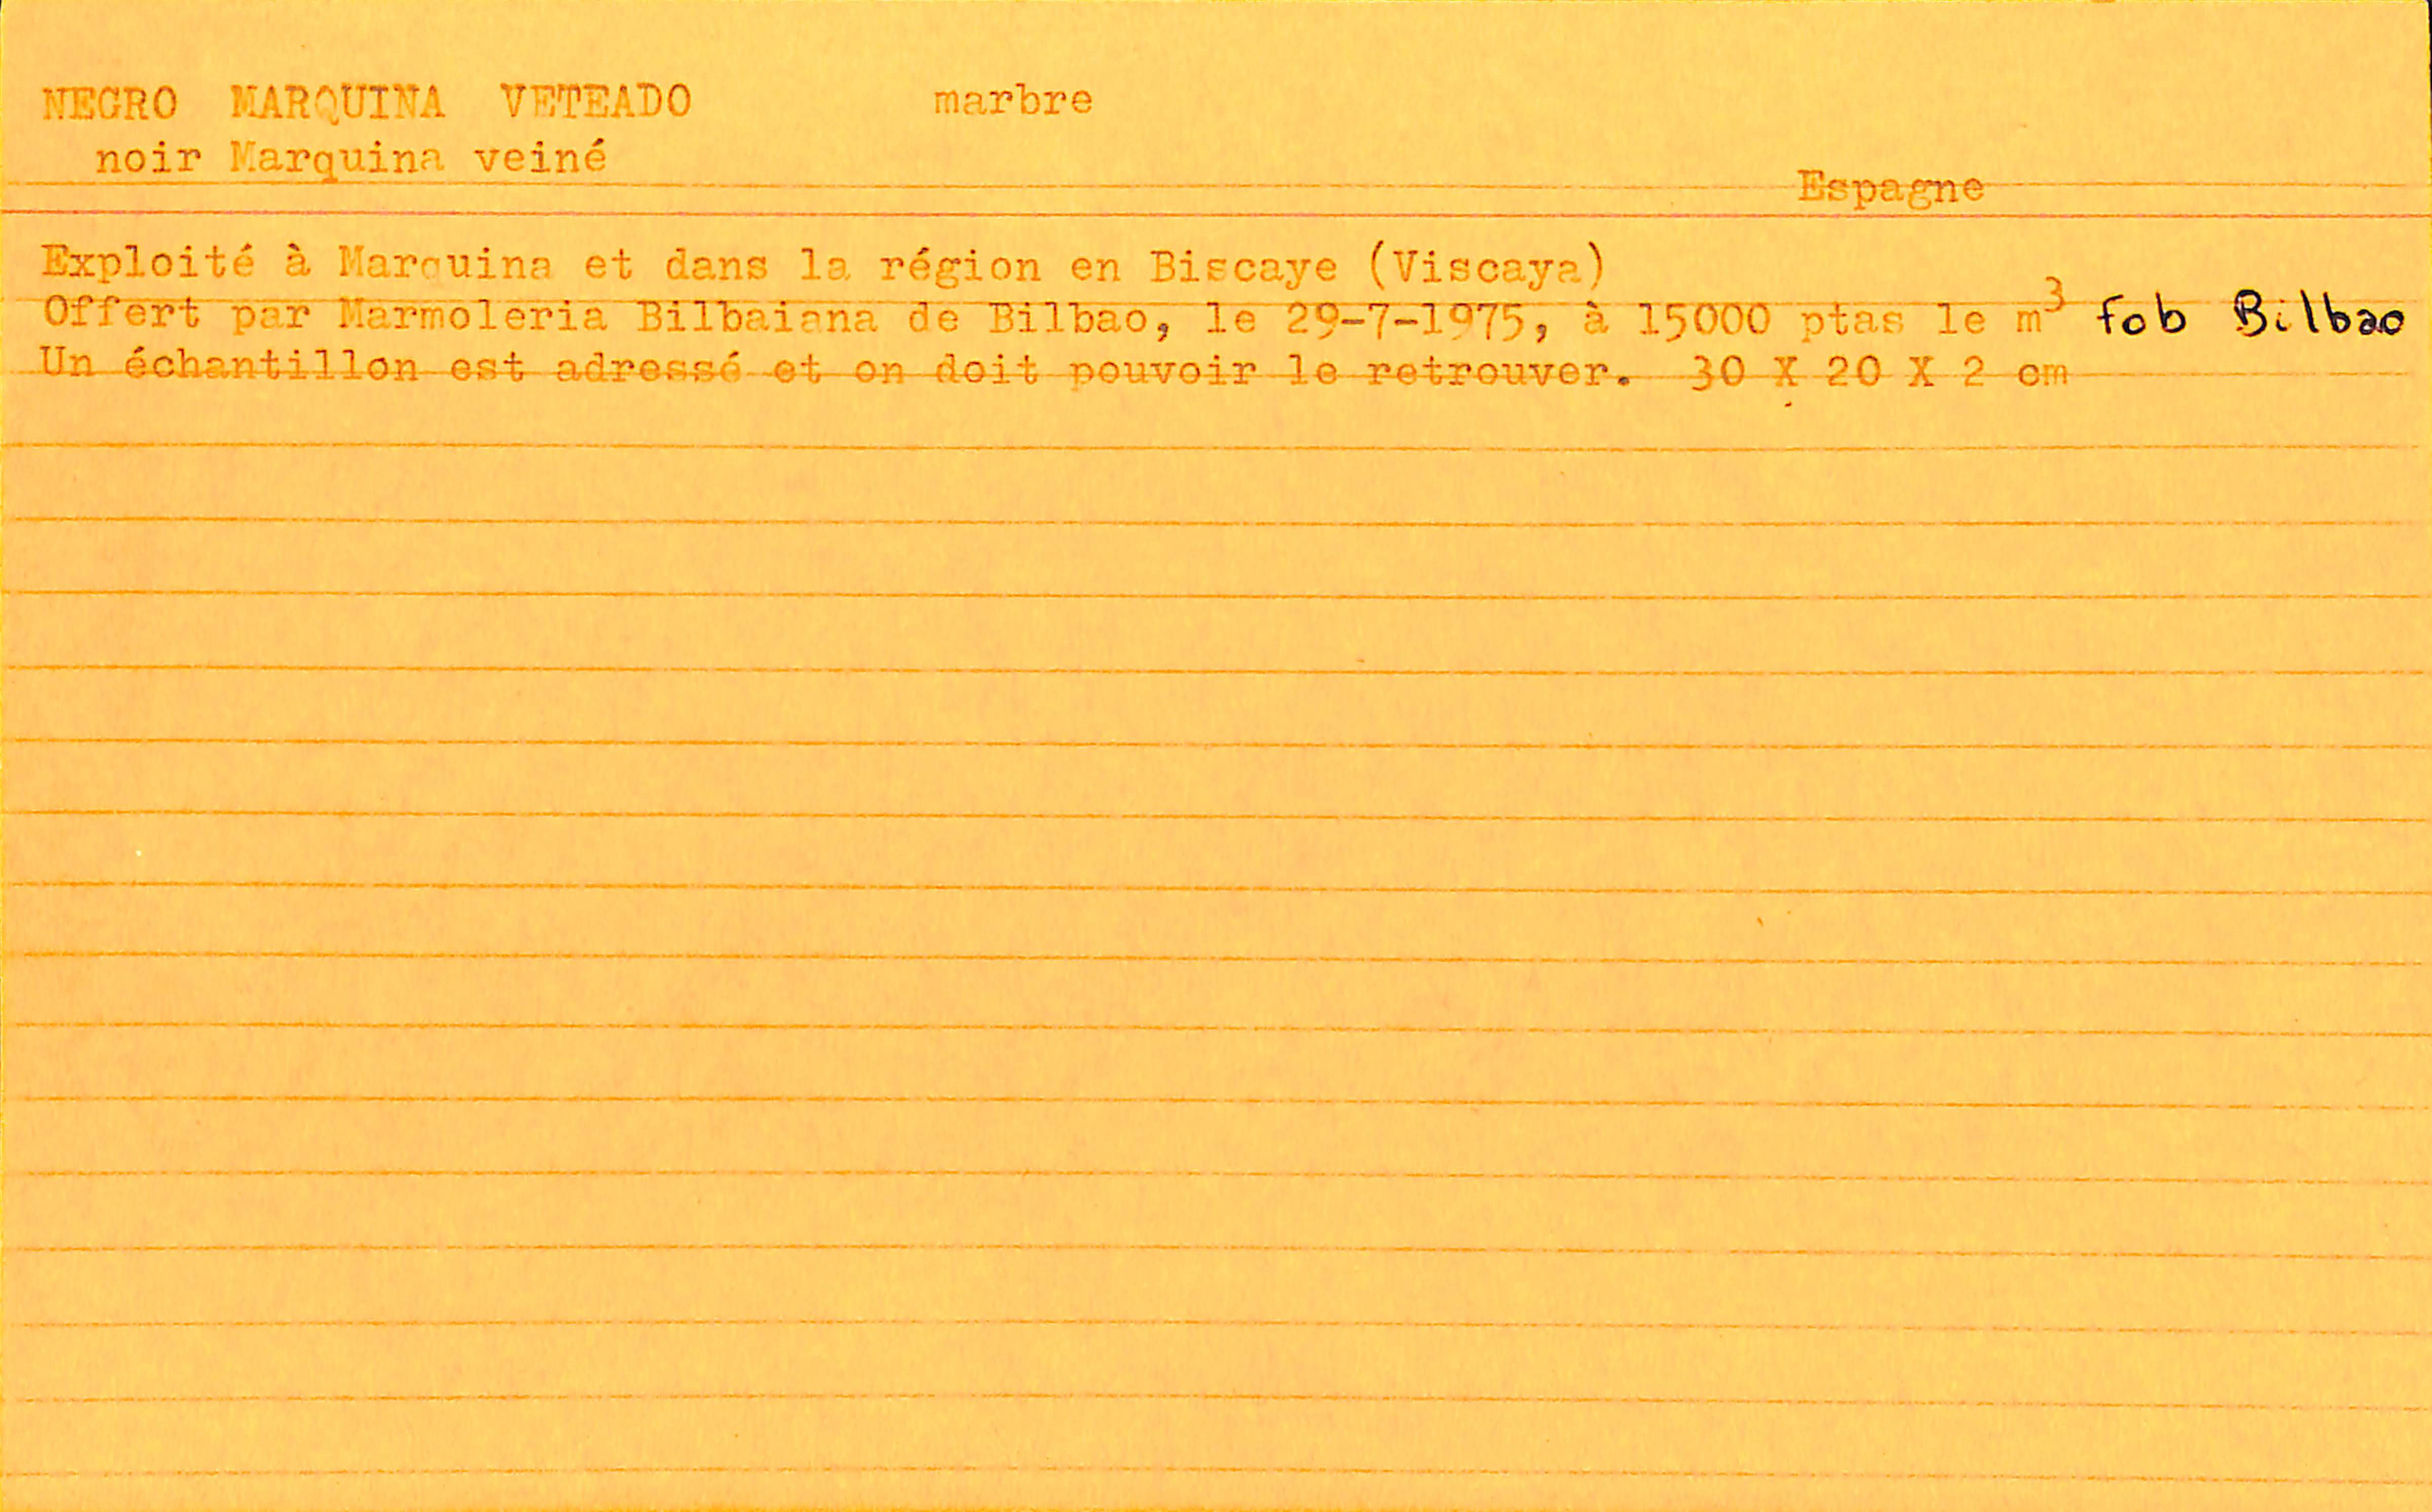 NEGRO MARQUINA VETEADO marbre
noir Marquina veiné
Espagne
Exploité à Marquina et dans la région en Biscaye (Viscaya)
Offert par Marmoleria Bilbaiana de Bilbao, le 29-7-1975, à 15000 ptas le m³ fob Bilbao
Un échantillon est adressé et on doit pouvoir le retrouver. 30 X 20 X 2 cm